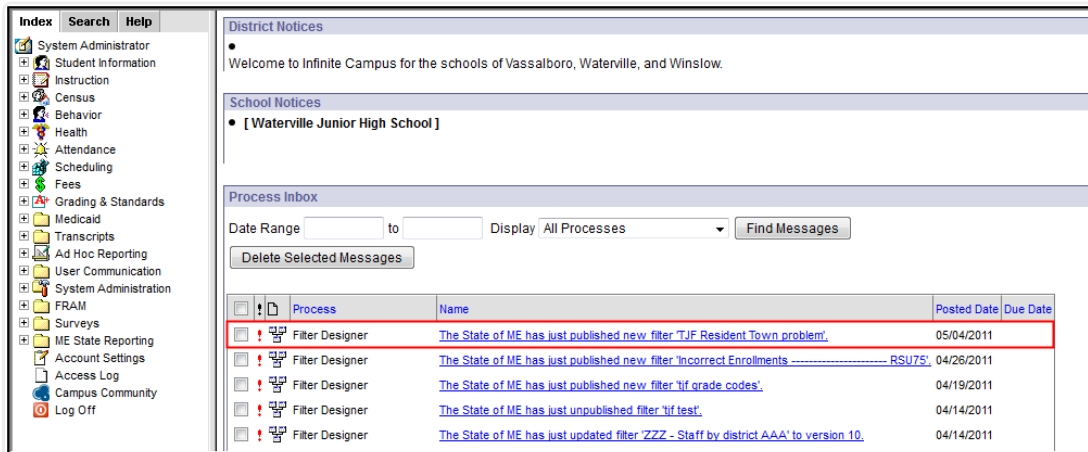 Index Search Help
System Administrator
Student Information
Instruction
Census
Behavior
Health
Attendance
Scheduling
Fees
Grading & Standards
Medicaid
Transcripts
Ad Hoc Reporting
User Communication
System Administration
FRAM
Surveys
ME State Reporting
Account Settings
Access Log
Campus Community
Log Off
District Notices
Welcome to Infinite Campus for the schools of Vassalboro, Waterville, and Winslow.
School Notices
[ Waterville Junior High School ]
Process Inbox
Date Range to Display All Processes Find Messages
Delete Selected Messages
Process Name Posted Date Due Date
Filter Designer The State of ME has just published new filter 'TJF Resident Town problem'. 05/04/2011
Filter Designer The State of ME has just published new filter 'Incorrect Enrollments ---------------------- RSU75'. 04/26/2011
Filter Designer The State of ME has just published new filter 'tjf grade codes'. 04/19/2011
Filter Designer The State of ME has just unpublished filter 'tjf test'. 04/14/2011
Filter Designer The State of ME has just updated filter 'ZZZ - Staff by district AAA' to version 10. 04/14/2011